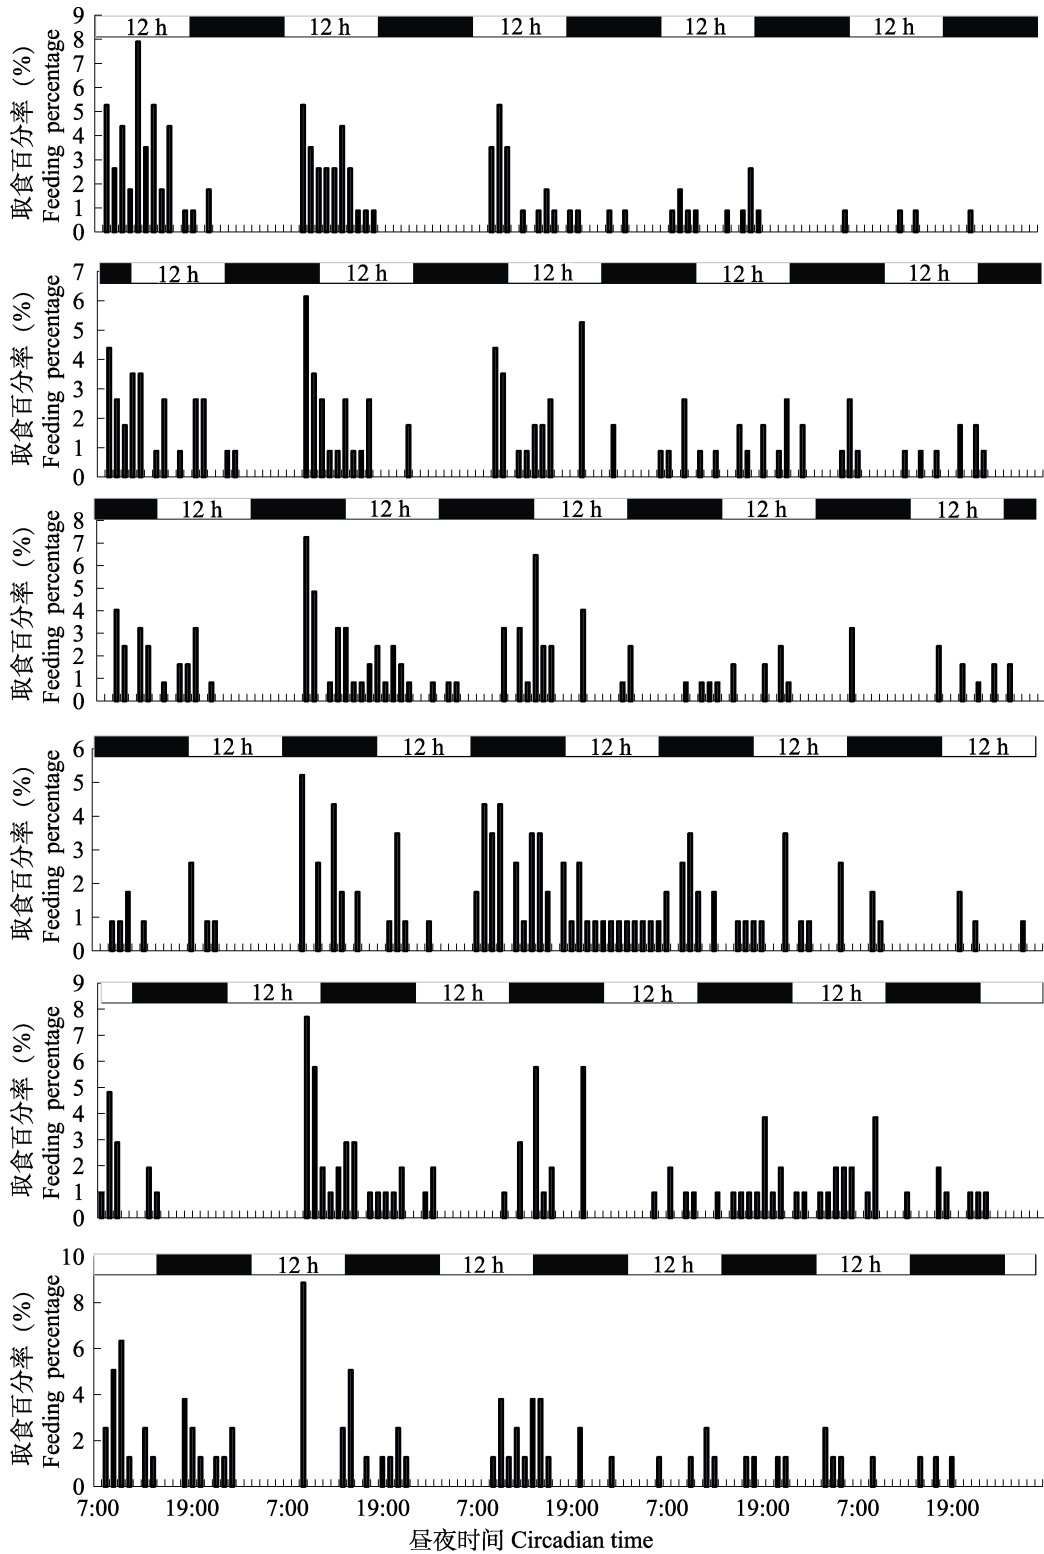 取食百分率 (%)
Feeding percentage
9
8
7
6
5
4
3
2
1
0
12 h 12 h 12 h 12 h 12 h
取食百分率 (%)
Feeding percentage
7
6
5
4
3
2
1
0
12 h 12 h 12 h 12 h 12 h
取食百分率 (%)
Feeding percentage
8
7
6
5
4
3
2
1
0
12 h 12 h 12 h 12 h 12 h
取食百分率 (%)
Feeding percentage
6
5
4
3
2
1
0
12 h 12 h 12 h 12 h 12 h
取食百分率 (%)
Feeding percentage
9
8
7
6
5
4
3
2
1
0
12 h 12 h 12 h 12 h
取食百分率 (%)
Feeding percentage
10
8
6
4
2
0
12 h 12 h 12 h 12 h
7:00 19:00 7:00 19:00 7:00 19:00 7:00 19:00 7:00 19:00
昼夜时间 Circadian time